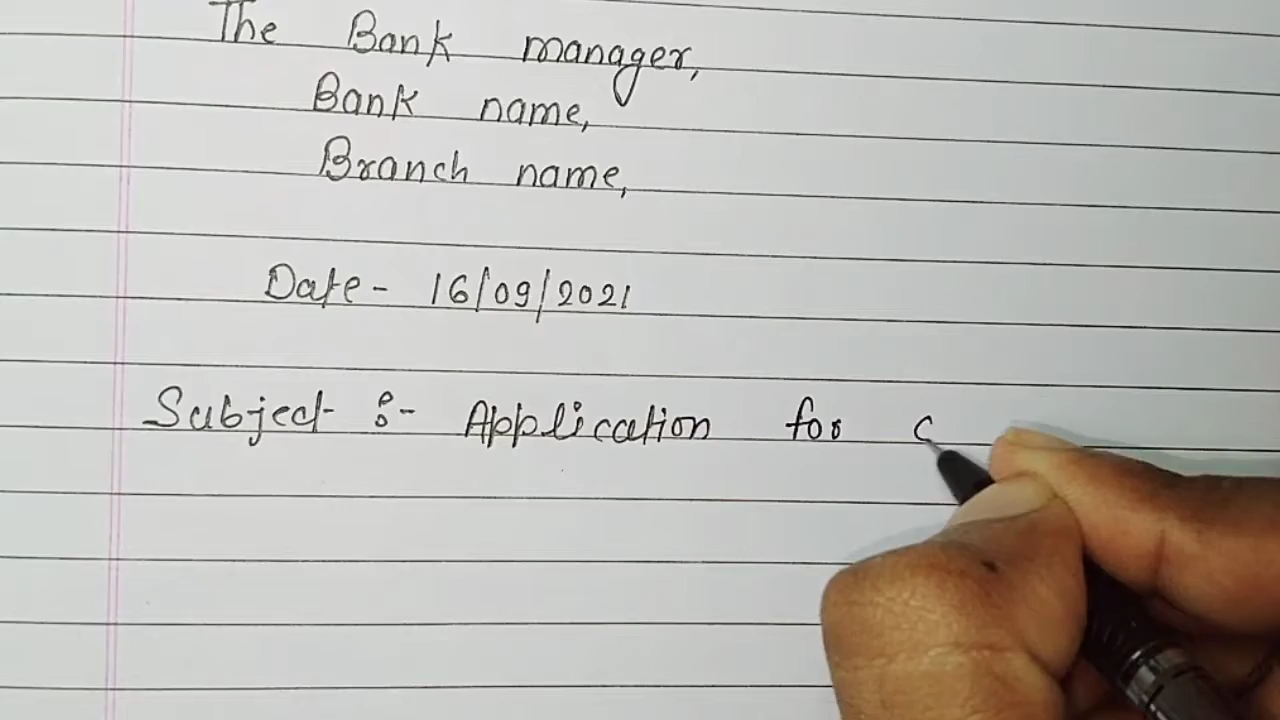 The Bank manager,
Bank name,
Branch name,
Date - 16/09/2021
Subject :- Application for c